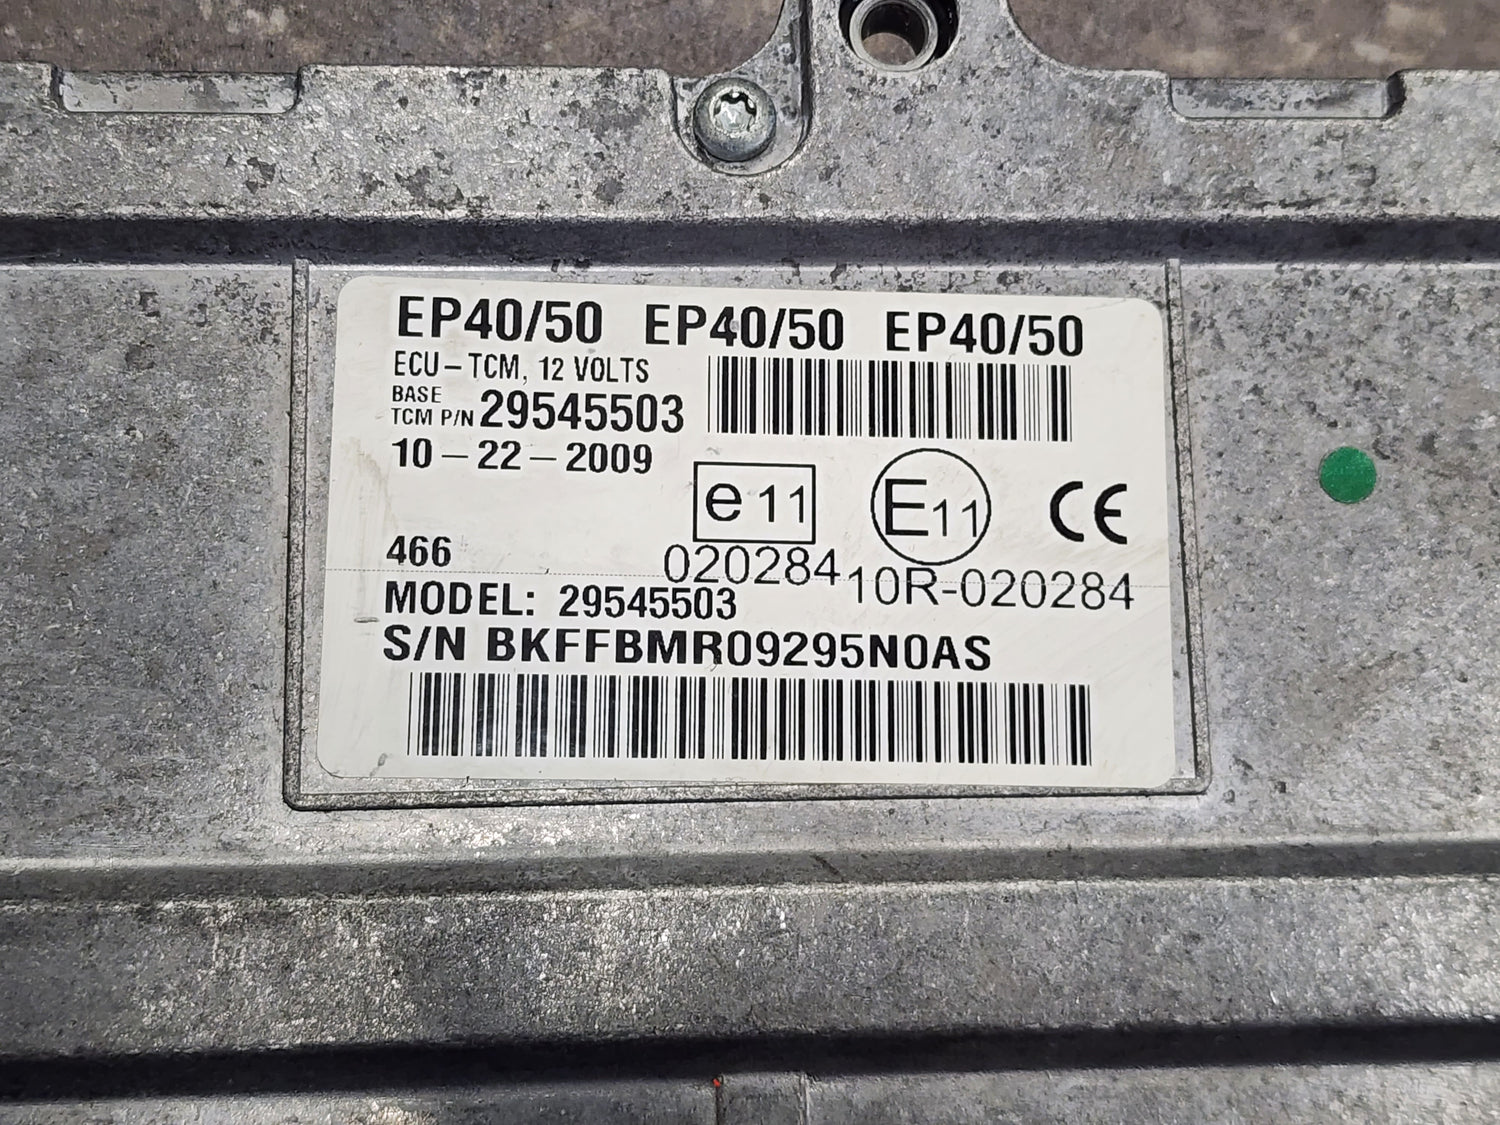 EP40/50 EP40/50 EP40/50
ECU-TCM, 12 VOLTS
BASE
TCM P/N 29545503
10-22-2009
e11
E11
CE
466
020284
10R-020284
MODEL: 29545503
S/N BKFFBMR09295N0AS